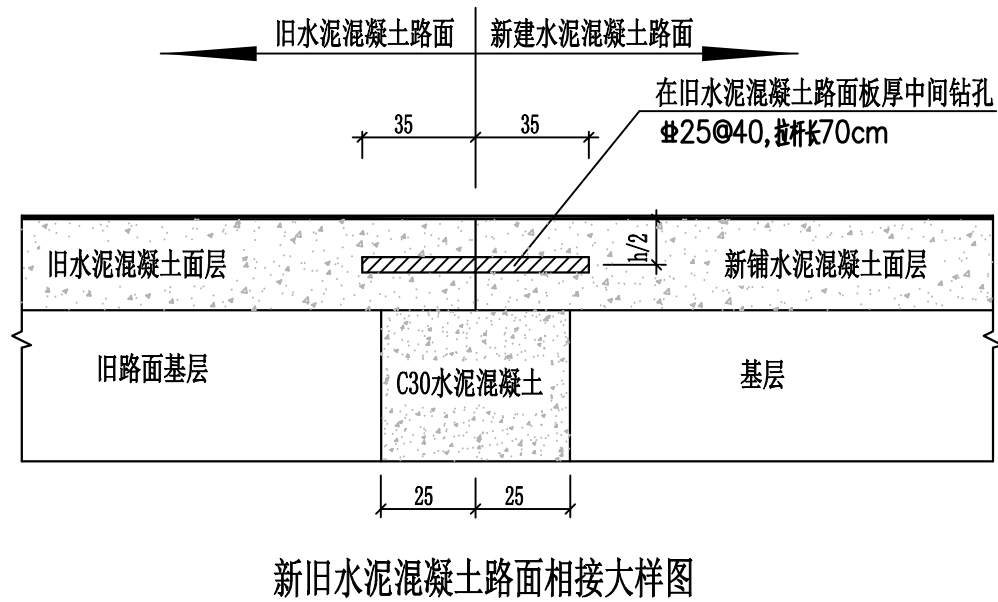 旧水泥混凝土路面
新建水泥混凝土路面
在旧水泥混凝土路面板厚中间钻孔
35
35
⌀25@40,拉杆长70cm
旧水泥混凝土面层
h/2
新铺水泥混凝土面层
旧路面基层
C30水泥混凝土
基层
25
25
新旧水泥混凝土路面相接大样图